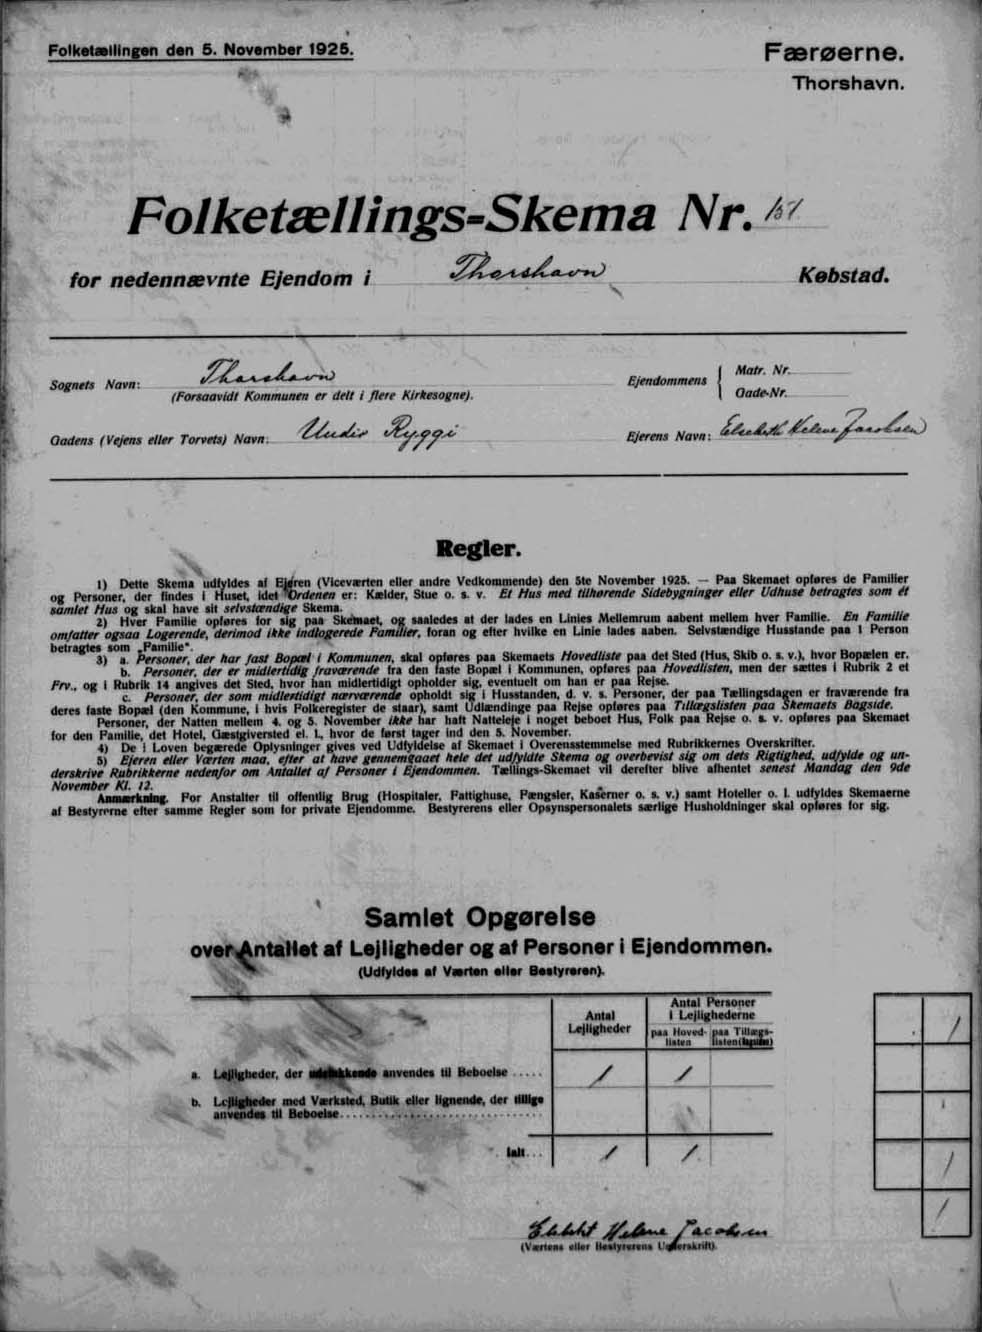 Folketællingen den 5. November 1925.
Færøerne.
Thorshavn.
Folketællings-Skema Nr. 151
for nedennævnte Ejendom i Thorshavn Købstad.
Sognets Navn: Thorshavn
(Forsaavidt Kommunen er delt i flere Kirkesogne).
Ejendommens { Matr. Nr.
Gade-Nr.
Gadens (Vejens eller Torvets) Navn: Undir Ryggi
Ejerens Navn: Elsebeth Helene Jacobsen
Regler.
1) Dette Skema udfyldes af Ejeren (Viceværten eller andre Vedkommende) den 5te November 1925. — Paa Skemaet opføres de Familier
og Personer, der findes i Huset, idet Ordenen er: Kælder, Stue o. s. v. Et Hus med tilhørende Sidebygninger eller Udhuse betragtes som ét
samlet Hus og skal have sit selvstændige Skema.
2) Hver Familie opføres for sig paa Skemaet, og saaledes at der lades en Linies Mellemrum aabent mellem hver Familie. En Familie
omfatter ogsaa Logerende, derimod ikke indlogerede Familier, foran og efter hvilke en Linie lades aaben. Selvstændige Husstande paa 1 Person
betragtes som „Familie".
3) a. Personer, der har fast Bopæl i Kommunen, skal opføres paa Skemaets Hovedliste paa det Sted (Hus, Skib o. s. v.), hvor Bopælen er.
b. Personer, der er midlertidig fraværende fra den faste Bopæl i Kommunen, opføres paa Hovedlisten, men der sættes i Rubrik 2 et
Frv., og i Rubrik 14 angives det Sted, hvor han midlertidigt opholder sig, eventuelt om han er paa Rejse.
c. Personer, der som midlertidigt nærværende opholdt sig i Husstanden, d. v. s. Personer, der paa Tællingsdagen er fraværende fra
deres faste Bopæl (den Kommune, i hvis Folkeregister de staar), samt Udlændinge paa Rejse opføres paa Tillægslisten paa Skemaets Bagside.
Personer, der Natten mellem 4. og 5. November ikke har haft Natteleje i noget beboet Hus, Folk paa Rejse o. s. v. opføres paa Skemaet
for den Familie, det Hotel, Gæstgiversted el. l., hvor de først tager ind den 5. November.
4) De i Loven begærede Oplysninger gives ved Udfyldelse af Skemaet i Overensstemmelse med Rubrikkernes Overskrifter.
5) Ejeren eller Værten maa, efter at have gennemgaaet hele det udfyldte Skema og overbevist sig om dets Rigtighed, udfylde og un-
derskrive Rubrikkerne nedenfor om Antallet af Personer i Ejendommen. Tællings-Skemaet vil derefter blive afhentet senest Mandag den 9de
November Kl. 12.
Anmærkning. For Anstalter til offentlig Brug (Hospitaler, Fattighuse, Fængsler, Kaserner o. s. v.) samt Hoteller o. l. udfyldes Skemaerne
af Bestyrerne efter samme Regler som for private Ejendomme. Bestyrerens eller Opsynspersonalets særlige Husholdninger skal opføres for sig.
Samlet Opgørelse
over Antallet af Lejligheder og af Personer i Ejendommen.
(Udfyldes af Værten eller Bestyreren).
Antal
Lejligheder
Antal Personer
i Lejlighederne
paa Hoved-
listen
paa Tillægs-
listen (Bagsiden)
a. Lejligheder, der udelukkende anvendes til Beboelse ..... 1 1
b. Lejligheder med Værksted, Butik eller lignende, der tillige
anvendes til Beboelse
Ialt... 1 1
1
1
1
Elsebet Helene Jacobsen
(Værtens eller Bestyrerens Underskrift).